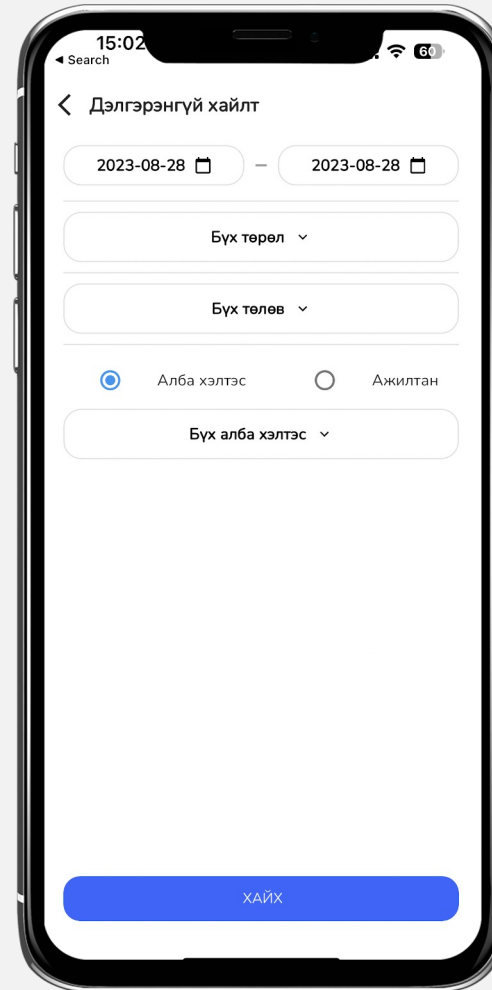 15:02
60
◂ Search
Дэлгэрэнгүй хайлт
2023-08-28 – 2023-08-28
Бүх төрөл
Бүх төлөв
Алба хэлтэс Ажилтан
Бүх алба хэлтэс
ХАЙХ